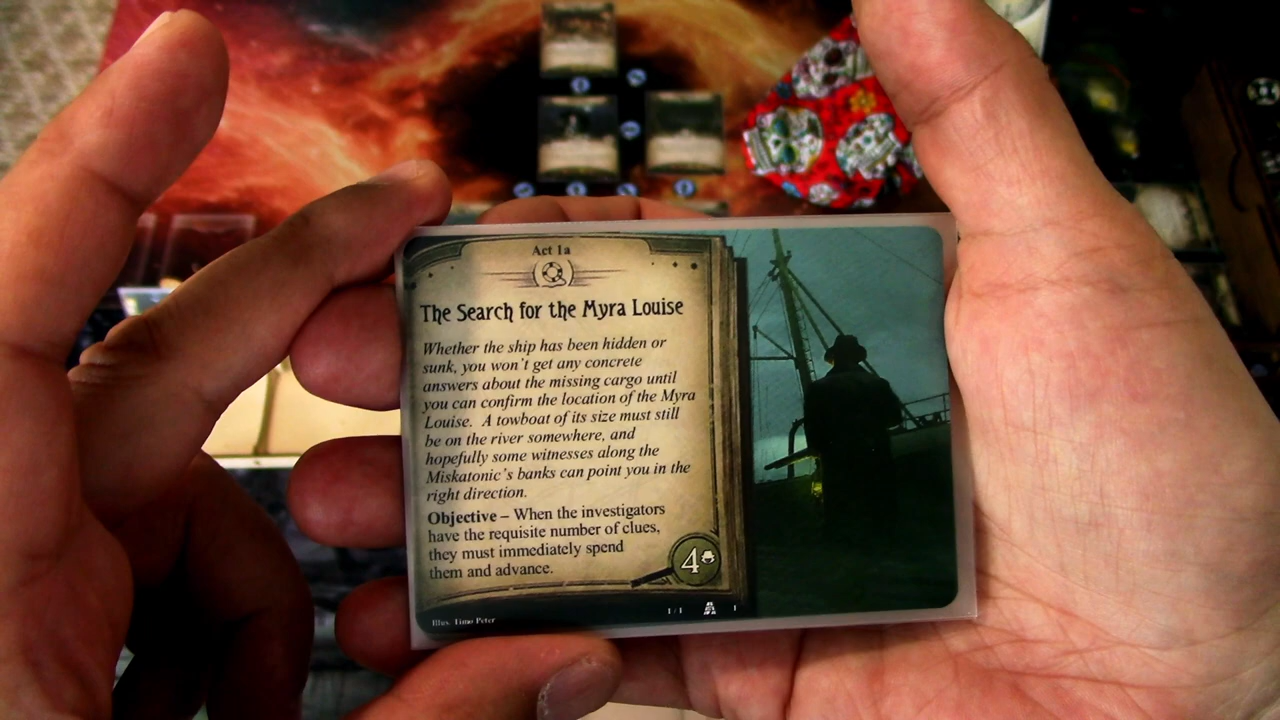 Act 1a
The Search for the Myra Louise
Whether the ship has been hidden or
sunk, you won't get any concrete
answers about the missing cargo until
you can confirm the location of the Myra
Louise. A towboat of its size must still
be on the river somewhere, and
hopefully some witnesses along the
Miskatonic's banks can point you in the
right direction.
Objective – When the investigators
have the requisite number of clues,
they must immediately spend
them and advance.
4
1/1 1
Illus. Timo Peter